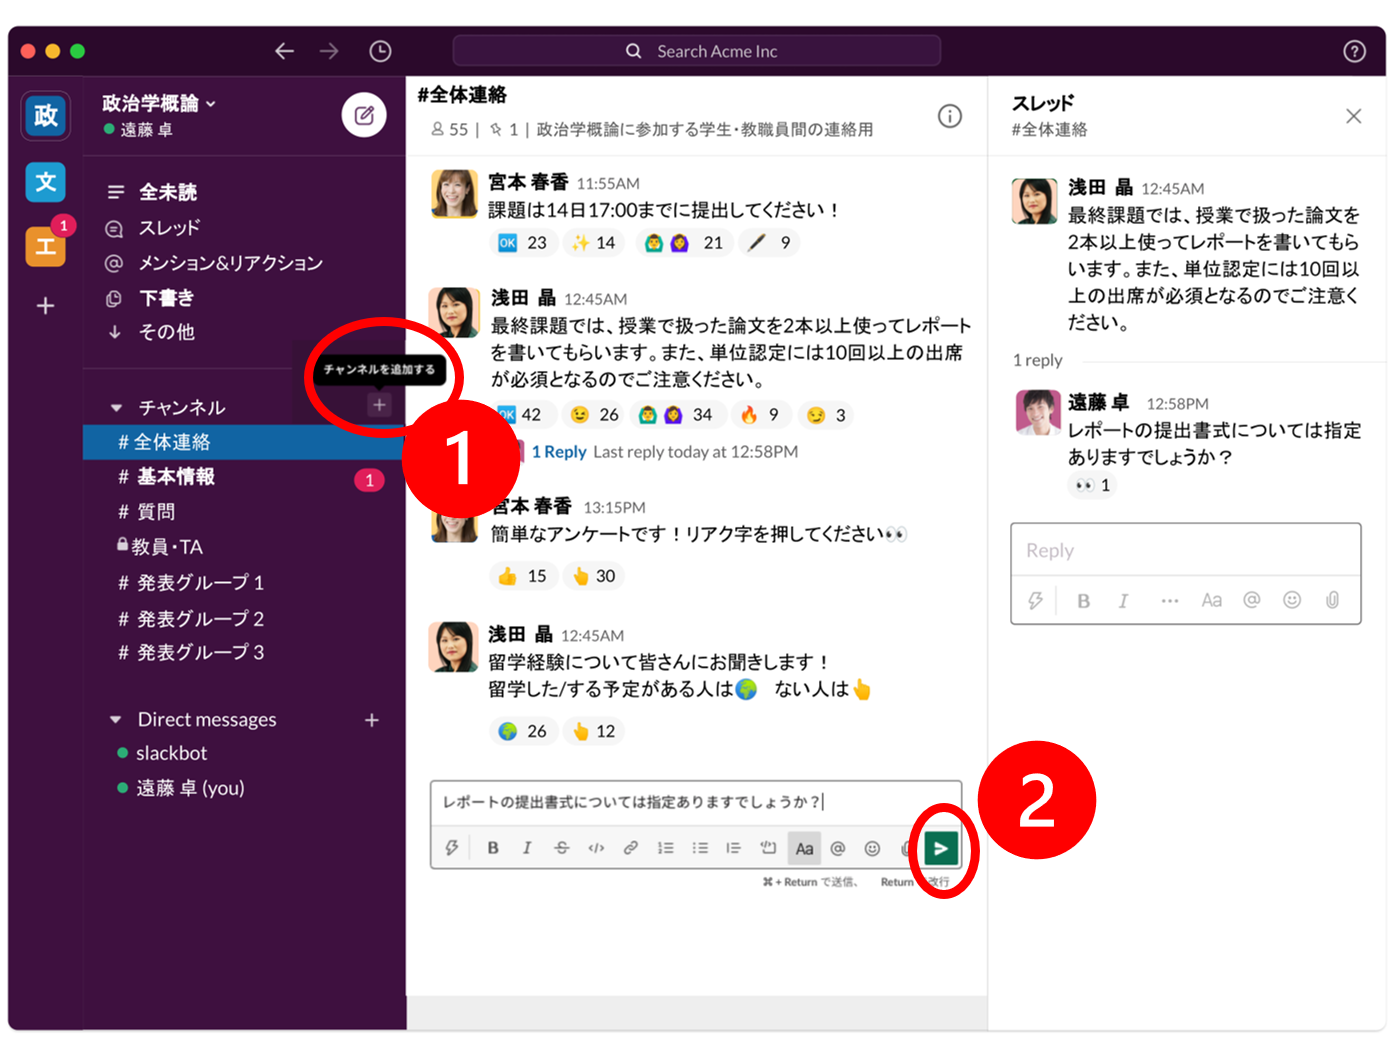 Search Acme Inc
政
文
1
工
政治学概論
遠藤 卓
全未読
スレッド
メンション&リアクション
下書き
その他
チャンネルを追加する
チャンネル
1
# 全体連絡
# 基本情報
1
# 質問
教員・TA
# 発表グループ 1
# 発表グループ 2
# 発表グループ 3
Direct messages
slackbot
遠藤 卓 (you)
#全体連絡
55 | 1 | 政治学概論に参加する学生・教職員間の連絡用
宮本 春香 11:55AM
課題は14日17:00までに提出してください！
OK 23 14 21 9
浅田 晶 12:45AM
最終課題では、授業で扱った論文を2本以上使ってレポート
を書いてもらいます。また、単位認定には10回以上の出席
が必須となるのでご注意ください。
OK 42 26 34 9 3
1 Reply Last reply today at 12:58PM
宮本 春香 13:15PM
簡単なアンケートです！リアク字を押してください
15 30
浅田 晶 12:45AM
留学経験について皆さんにお聞きします！
留学した/する予定がある人は ない人は
26 12
レポートの提出書式については指定ありますでしょうか？
B I S </> Aa @
⌘ + Return で送信、 Return 改行
2
スレッド
#全体連絡
浅田 晶 12:45AM
最終課題では、授業で扱った論文を
2本以上使ってレポートを書いてもら
います。また、単位認定には10回以
上の出席が必須となるのでご注意く
ださい。
1 reply
遠藤 卓 12:58PM
レポートの提出書式については指定
ありますでしょうか？
1
Reply
B I ... Aa @